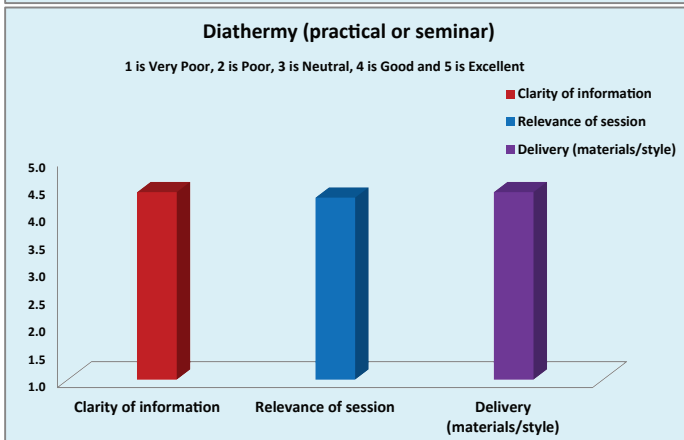 Diathermy (practical or seminar)
1 is Very Poor, 2 is Poor, 3 is Neutral, 4 is Good and 5 is Excellent
Clarity of information
Relevance of session
Delivery (materials/style)
5.0
4.5
4.0
3.5
3.0
2.5
2.0
1.5
1.0
Clarity of information
Relevance of session
Delivery
(materials/style)